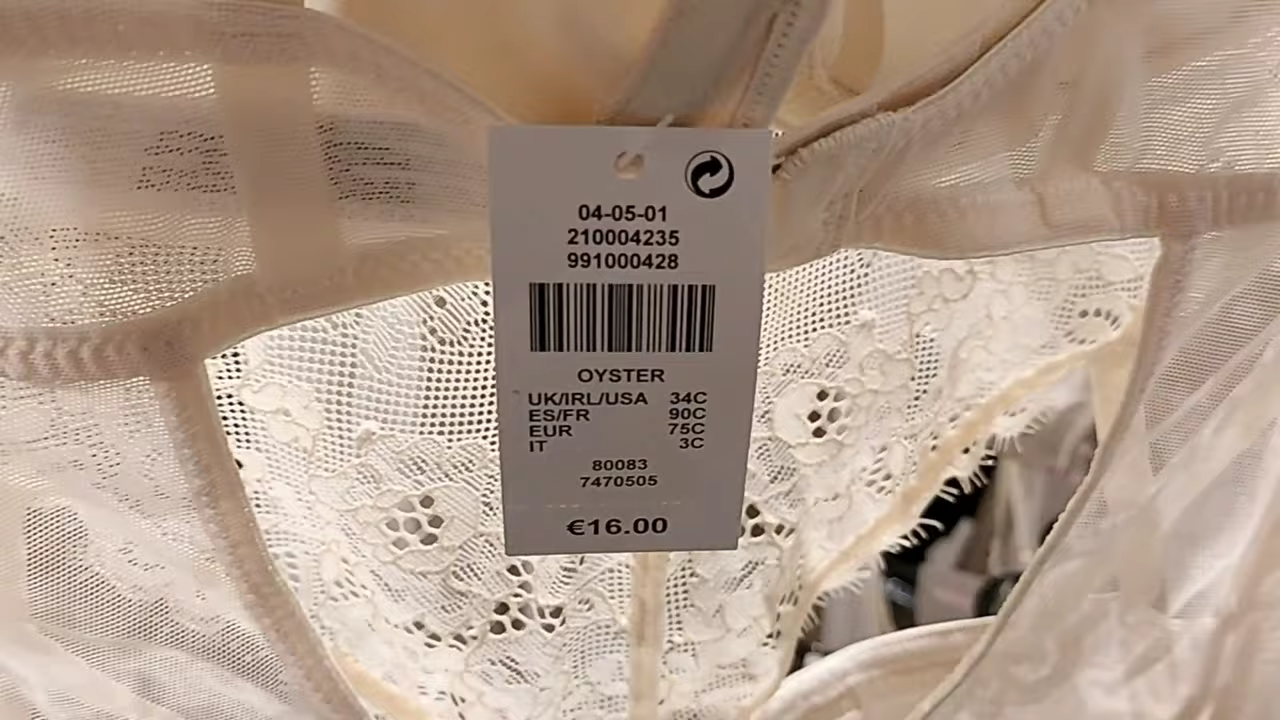 04-05-01
210004235
991000428
OYSTER
UK/IRL/USA 34C
ES/FR 90C
EUR 75C
IT 3C
80083
7470505
€16.00